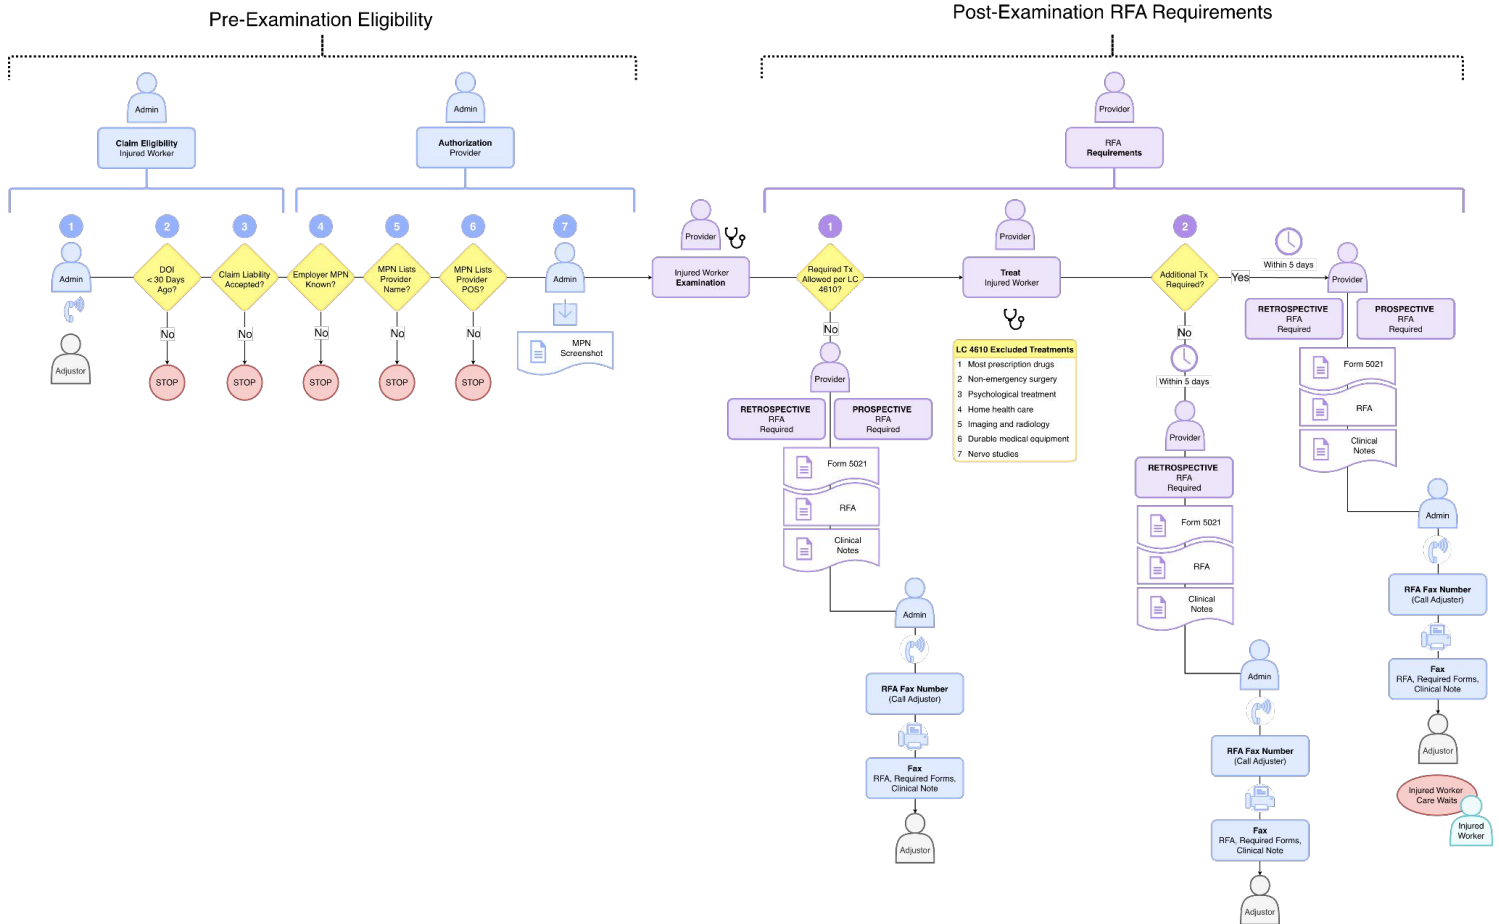 Pre-Examination Eligibility
Post-Examination RFA Requirements
Admin
Claim Eligibility
Injured Worker
Admin
Authorization
Provider
Provider
RFA
Requirements
1
Admin
Adjustor
2
DOI
< 30 Days
Ago?
No
STOP
3
Claim Liability
Accepted?
No
STOP
4
Employer MPN
Known?
No
STOP
5
MPN Lists
Provider
Name?
No
STOP
6
MPN Lists
Provider
POS?
No
STOP
7
Admin
MPN
Screenshot
Provider
Injured Worker
Examination
1
Required Tx
Allowed per LC
4610?
No
Provider
RETROSPECTIVE
RFA
Required
PROSPECTIVE
RFA
Required
Form 5021
RFA
Clinical
Notes
Admin
RFA Fax Number
(Call Adjuster)
Fax
RFA, Required Forms,
Clinical Note
Adjustor
Provider
Treat
Injured Worker
LC 4610 Excluded Treatments
1 Most prescription drugs
2 Non-emergency surgery
3 Psychological treatment
4 Home health care
5 Imaging and radiology
6 Durable medical equipment
7 Nerve studies
2
Additional Tx
Required?
No
Within 5 days
Provider
RETROSPECTIVE
RFA
Required
Form 5021
RFA
Clinical
Notes
Admin
RFA Fax Number
(Call Adjuster)
Fax
RFA, Required Forms,
Clinical Note
Adjustor
Yes
Within 5 days
Provider
RETROSPECTIVE
RFA
Required
PROSPECTIVE
RFA
Required
Form 5021
RFA
Clinical
Notes
Admin
RFA Fax Number
(Call Adjuster)
Fax
RFA, Required Forms,
Clinical Note
Adjustor
Injured Worker
Care Waits
Injured
Worker